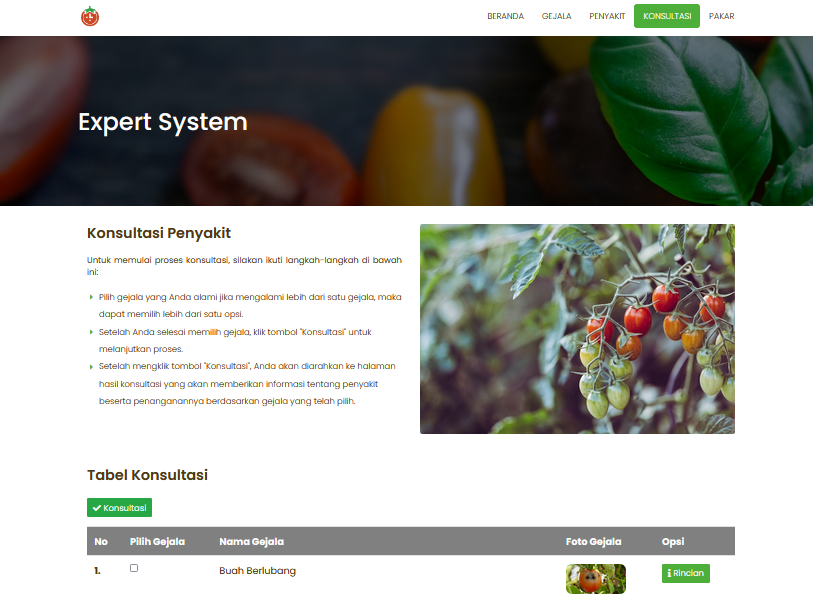 BERANDA GEJALA PENYAKIT KONSULTASI PAKAR
Expert System
Konsultasi Penyakit
Untuk memulai proses konsultasi, silakan ikuti langkah-langkah di bawah
ini:
Pilih gejala yang Anda alami jika mengalami lebih dari satu gejala, maka
dapat memilih lebih dari satu opsi.
Setelah Anda selesai memilih gejala, klik tombol "Konsultasi" untuk
melanjutkan proses.
Setelah mengklik tombol "Konsultasi", Anda akan diarahkan ke halaman
hasil konsultasi yang akan memberikan informasi tentang penyakit
beserta penanganannya berdasarkan gejala yang telah pilih.
Tabel Konsultasi
Konsultasi
No Pilih Gejala Nama Gejala Foto Gejala Opsi
1. Buah Berlubang Rincian